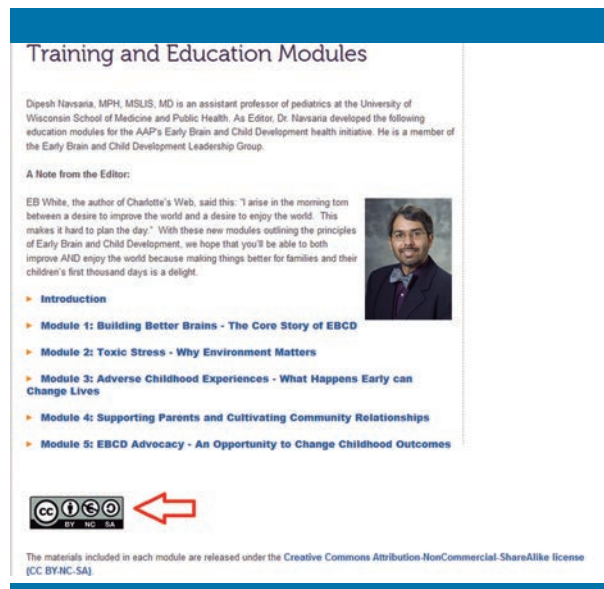 Training and Education Modules
Dipesh Navsaria, MPH, MSLIS, MD is an assistant professor of pediatrics at the University of
Wisconsin School of Medicine and Public Health. As Editor, Dr. Navsaria developed the following
education modules for the AAP's Early Brain and Child Development health initiative. He is a member of
the Early Brain and Child Development Leadership Group.
A Note from the Editor:
EB White, the author of Charlotte's Web, said this: "I arise in the morning torn
between a desire to improve the world and a desire to enjoy the world. This
makes it hard to plan the day." With these new modules outlining the principles
of Early Brain and Child Development, we hope that you'll be able to both
improve AND enjoy the world because making things better for families and their
children's first thousand days is a delight.
Introduction
Module 1: Building Better Brains - The Core Story of EBCD
Module 2: Toxic Stress - Why Environment Matters
Module 3: Adverse Childhood Experiences - What Happens Early can
Change Lives
Module 4: Supporting Parents and Cultivating Community Relationships
Module 5: EBCD Advocacy - An Opportunity to Change Childhood Outcomes
cc
BY NC SA
The materials included in each module are released under the Creative Commons Attribution-NonCommercial-ShareAlike license
(CC BY-NC-SA).